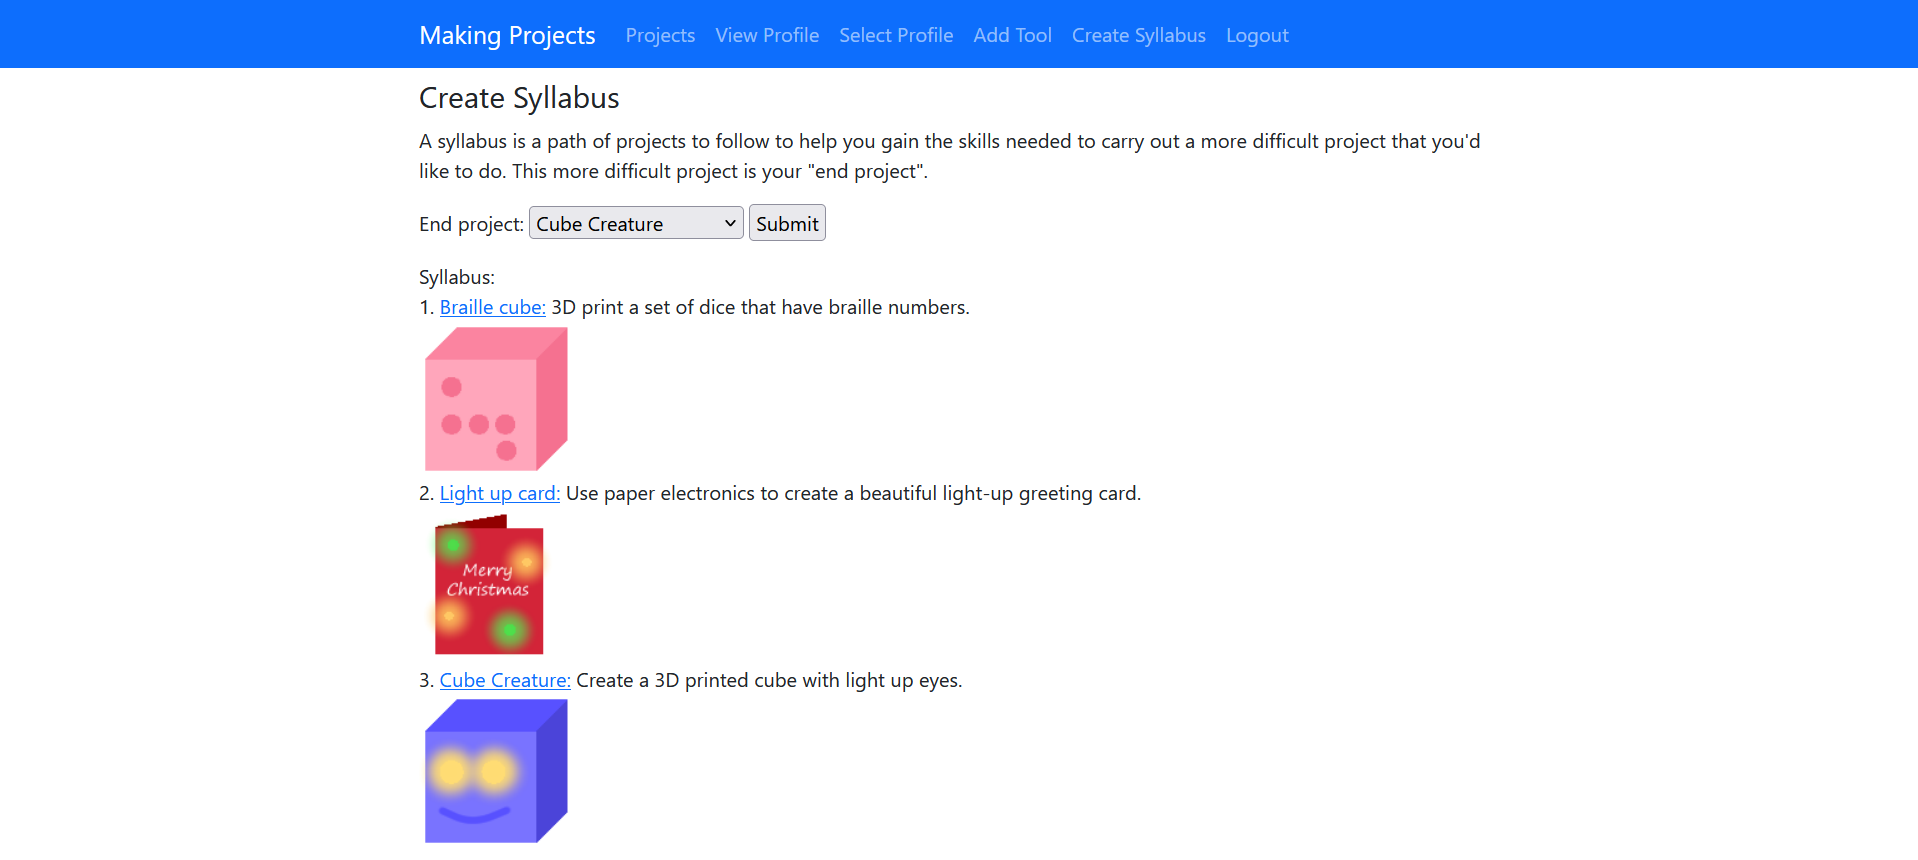 Making Projects Projects View Profile Select Profile Add Tool Create Syllabus Logout
Create Syllabus
A syllabus is a path of projects to follow to help you gain the skills needed to carry out a more difficult project that you'd
like to do. This more difficult project is your "end project".
End project: Cube Creature Submit
Syllabus:
1. Braille cube: 3D print a set of dice that have braille numbers.
2. Light up card: Use paper electronics to create a beautiful light-up greeting card.
Merry
Christmas
3. Cube Creature: Create a 3D printed cube with light up eyes.